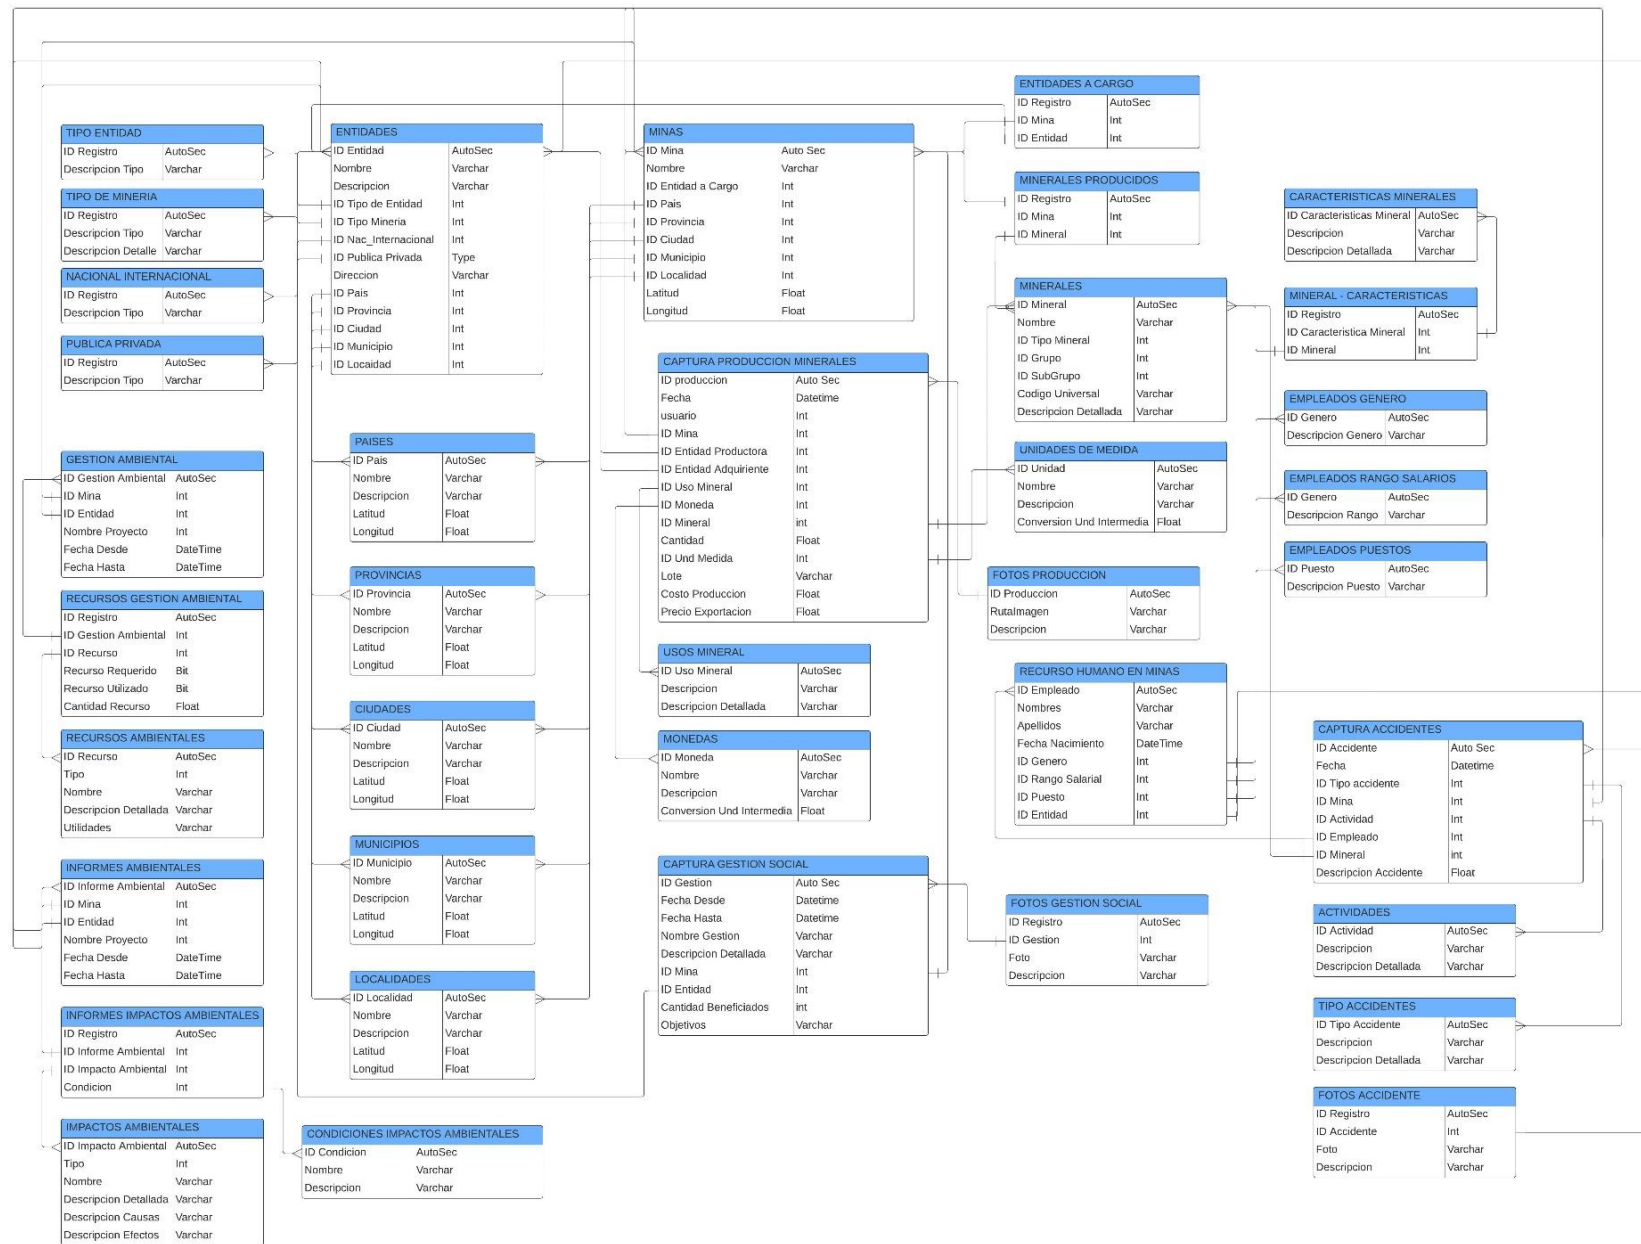 TIPO ENTIDAD
ID Registro AutoSec
Descripcion Tipo Varchar
TIPO DE MINERIA
ID Registro AutoSec
Descripcion Tipo Varchar
Descripcion Detalle Varchar
NACIONAL INTERNACIONAL
ID Registro AutoSec
Descripcion Tipo Varchar
PUBLICA PRIVADA
ID Registro AutoSec
Descripcion Tipo Varchar
GESTION AMBIENTAL
ID Gestion Ambiental AutoSec
ID Mina Int
ID Entidad Int
Nombre Proyecto Int
Fecha Desde DateTime
Fecha Hasta DateTime
RECURSOS GESTION AMBIENTAL
ID Registro AutoSec
ID Gestion Ambiental Int
ID Recurso Int
Recurso Requerido Bit
Recurso Utilizado Bit
Cantidad Recurso Float
RECURSOS AMBIENTALES
ID Recurso AutoSec
Tipo Int
Nombre Varchar
Descripcion Detallada Varchar
Utilidades Varchar
INFORMES AMBIENTALES
ID Informe Ambiental AutoSec
ID Mina Int
ID Entidad Int
Nombre Proyecto Int
Fecha Desde DateTime
Fecha Hasta DateTime
INFORMES IMPACTOS AMBIENTALES
ID Registro AutoSec
ID Informe Ambiental Int
ID Impacto Ambiental Int
Condicion Int
IMPACTOS AMBIENTALES
ID Impacto Ambiental AutoSec
Tipo Int
Nombre Varchar
Descripcion Detallada Varchar
Descripcion Causas Varchar
Descripcion Efectos Varchar
ENTIDADES
ID Entidad AutoSec
Nombre Varchar
Descripcion Varchar
ID Tipo de Entidad Int
ID Tipo Mineria Int
ID Nac_Internacional Int
ID Publica Privada Type
Direccion Varchar
ID Pais Int
ID Provincia Int
ID Ciudad Int
ID Municipio Int
ID Locaidad Int
PAISES
ID Pais AutoSec
Nombre Varchar
Descripcion Varchar
Latitud Float
Longitud Float
PROVINCIAS
ID Provincia AutoSec
Nombre Varchar
Descripcion Varchar
Latitud Float
Longitud Float
CIUDADES
ID Ciudad AutoSec
Nombre Varchar
Descripcion Varchar
Latitud Float
Longitud Float
MUNICIPIOS
ID Municipio AutoSec
Nombre Varchar
Descripcion Varchar
Latitud Float
Longitud Float
LOCALIDADES
ID Localidad AutoSec
Nombre Varchar
Descripcion Varchar
Latitud Float
Longitud Float
CONDICIONES IMPACTOS AMBIENTALES
ID Condicion AutoSec
Nombre Varchar
Descripcion Varchar
MINAS
ID Mina Auto Sec
Nombre Varchar
ID Entidad a Cargo Int
ID Pais Int
ID Provincia Int
ID Ciudad Int
ID Municipio Int
ID Localidad Int
Latitud Float
Longitud Float
CAPTURA PRODUCCION MINERALES
ID produccion Auto Sec
Fecha Datetime
usuario Int
ID Mina Int
ID Entidad Productora Int
ID Entidad Adquiriente Int
ID Uso Mineral Int
ID Moneda Int
ID Mineral int
Cantidad Float
ID Und Medida Int
Lote Varchar
Costo Produccion Float
Precio Exportacion Float
USOS MINERAL
ID Uso Mineral AutoSec
Descripcion Varchar
Descripcion Detallada Varchar
MONEDAS
ID Moneda AutoSec
Nombre Varchar
Descripcion Varchar
Conversion Und Intermedia Float
CAPTURA GESTION SOCIAL
ID Gestion Auto Sec
Fecha Desde Datetime
Fecha Hasta Datetime
Nombre Gestion Varchar
Descripcion Detallada Varchar
ID Mina Int
ID Entidad Int
Cantidad Beneficiados int
Objetivos Varchar
ENTIDADES A CARGO
ID Registro AutoSec
ID Mina Int
ID Entidad Int
MINERALES PRODUCIDOS
ID Registro AutoSec
ID Mina Int
ID Mineral Int
MINERALES
ID Mineral AutoSec
Nombre Varchar
ID Tipo Mineral Int
ID Grupo Int
ID SubGrupo Int
Codigo Universal Varchar
Descripcion Detallada Varchar
UNIDADES DE MEDIDA
ID Unidad AutoSec
Nombre Varchar
Descripcion Varchar
Conversion Und Intermedia Float
FOTOS PRODUCCION
ID Produccion AutoSec
RutaImagen Varchar
Descripcion Varchar
RECURSO HUMANO EN MINAS
ID Empleado AutoSec
Nombres Varchar
Apellidos Varchar
Fecha Nacimiento DateTime
ID Genero Int
ID Rango Salarial Int
ID Puesto Int
ID Entidad Int
FOTOS GESTION SOCIAL
ID Registro AutoSec
ID Gestion Int
Foto Varchar
Descripcion Varchar
CARACTERISTICAS MINERALES
ID Caracteristicas Mineral AutoSec
Descripcion Varchar
Descripcion Detallada Varchar
MINERAL - CARACTERISTICAS
ID Registro AutoSec
ID Caracteristica Mineral Int
ID Mineral Int
EMPLEADOS GENERO
ID Genero AutoSec
Descripcion Genero Varchar
EMPLEADOS RANGO SALARIOS
ID Genero AutoSec
Descripcion Rango Varchar
EMPLEADOS PUESTOS
ID Puesto AutoSec
Descripcion Puesto Varchar
CAPTURA ACCIDENTES
ID Accidente Auto Sec
Fecha Datetime
ID Tipo accidente Int
ID Mina Int
ID Actividad Int
ID Empleado Int
ID Mineral int
Descripcion Accidente Float
ACTIVIDADES
ID Actividad AutoSec
Descripcion Varchar
Descripcion Detallada Varchar
TIPO ACCIDENTES
ID Tipo Accidente AutoSec
Descripcion Varchar
Descripcion Detallada Varchar
FOTOS ACCIDENTE
ID Registro AutoSec
ID Accidente Int
Foto Varchar
Descripcion Varchar